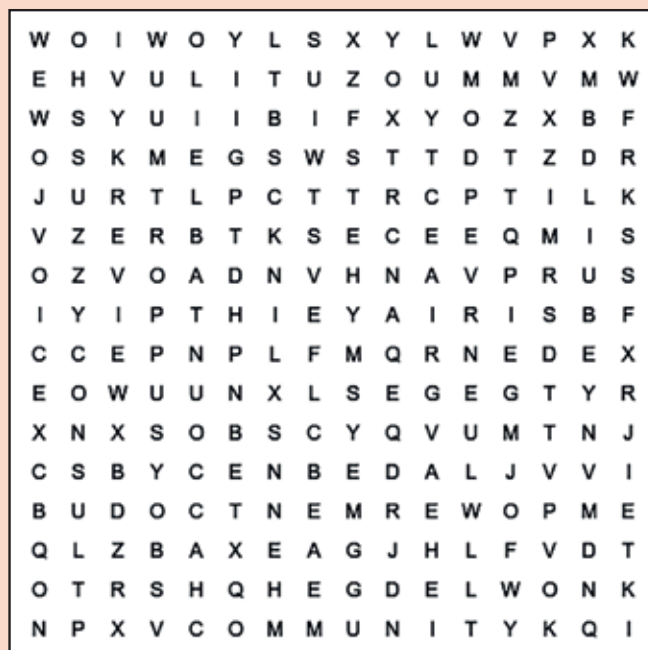 W O I W O Y L S X Y L W V P X K
E H V U L I T U Z O U M M V M W
W S Y U I I B I F X Y O Z X B F
O S K M E G S W S T T D T Z D R
J U R T L P C T T R C P T I L K
V Z E R B T K S E C E E Q M I S
O Z V O A D N V H N A V P R U S
I Y I P T H I E Y A I R I S B F
C C E P N P L F M Q R N E D E X
E O W U U N X L S E G E G T Y R
X N X S O B S C Y Q V U M T N J
C S B Y C E N B E D A L J V V I
B U D O C T N E M R E W O P M E
Q L Z B A X E A G J H L F V D T
O T R S H Q H E G D E L W O N K
N P X V C O M M U N I T Y K Q I